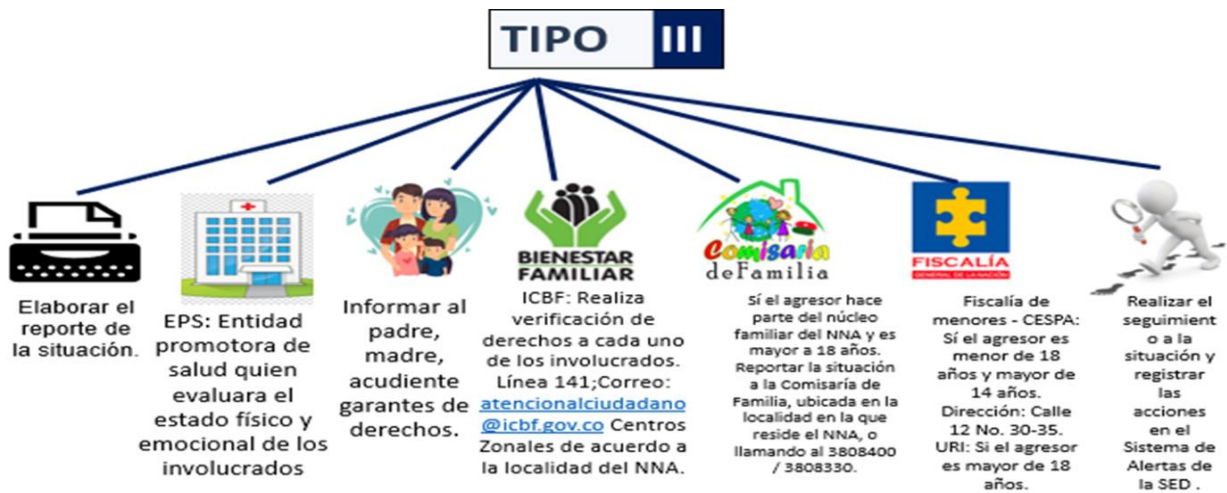 TIPO III
Elaborar el
reporte de
la situación.
EPS: Entidad
promotora de
salud quien
evaluara el
estado físico y
emocional de los
involucrados
Informar al
padre,
madre,
acudiente
garantes de
derechos.
BIENESTAR
FAMILIAR
ICBF: Realiza
verificación de
derechos a cada uno
de los involucrados.
Línea 141;Correo:
atencionalciudadano
@icbf.gov.co Centros
Zonales de acuerdo a
la localidad del NNA.
Comisaria
de Familia
Sí el agresor hace
parte del núcleo
familiar del NNA y es
mayor a 18 años.
Reportar la situación
a la Comisaría de
Familia, ubicada en la
localidad en la que
reside el NNA, o
llamando al 3808400
/ 3808330.
FISCALÍA
GENERAL DE LA NACIÓN
Fiscalía de
menores - CESPA:
Sí el agresor es
menor de 18
años y mayor de
14 años.
Dirección: Calle
12 No. 30-35.
URI: Si el agresor
es mayor de 18
años.
Realizar el
seguimient
o a la
situación y
registrar
las
acciones
en el
Sistema de
Alertas de
la SED .